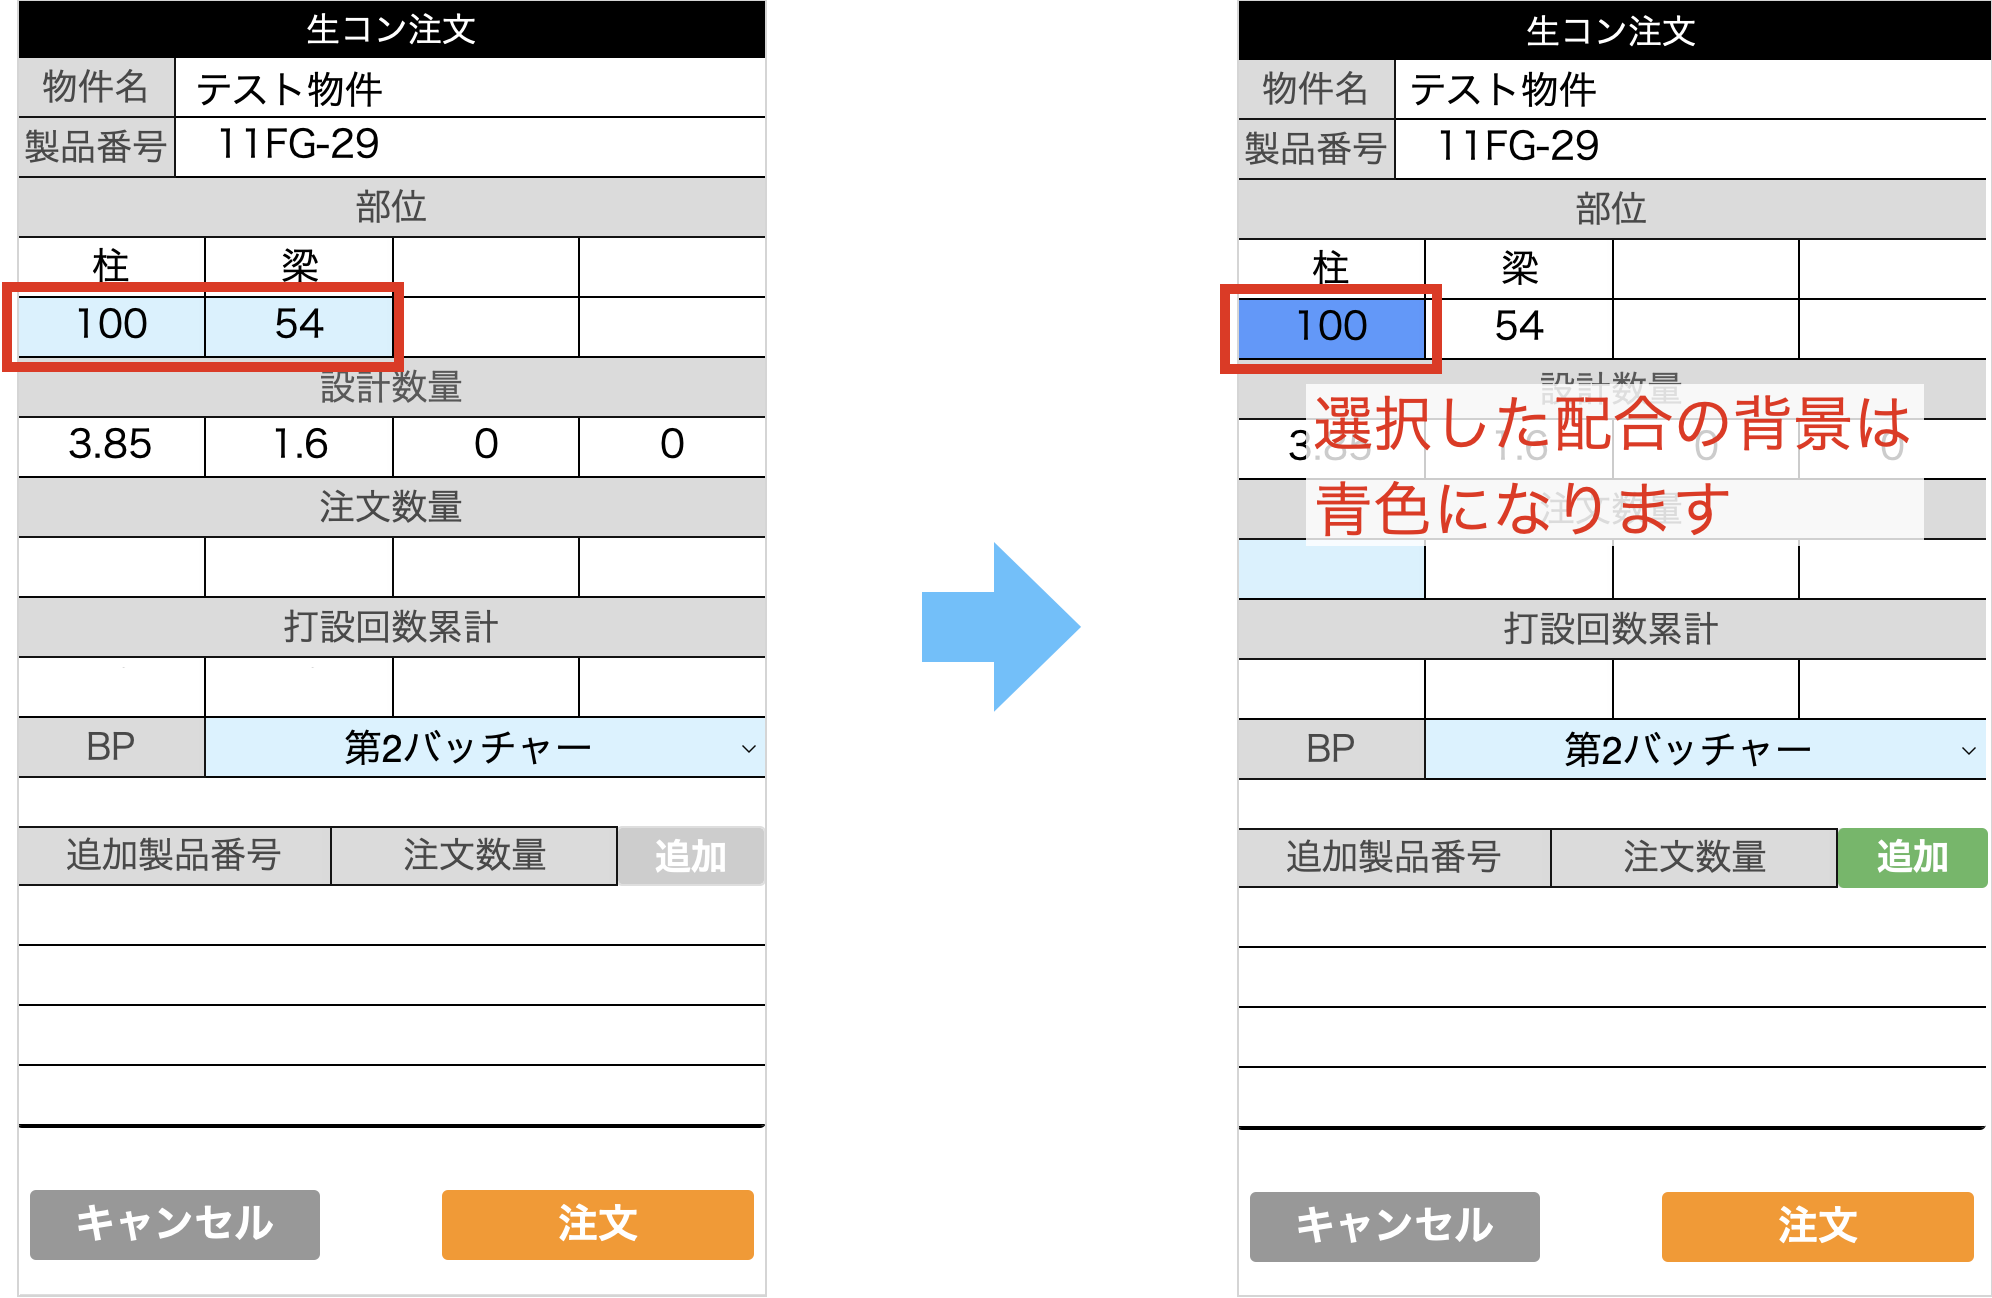 生コン注文
物件名 テスト物件
製品番号 11FG-29
部位
柱 梁
100 54
設計数量
3.85 1.6 0 0
注文数量
打設回数累計
BP 第2バッチャー
追加製品番号 注文数量 追加
キャンセル 注文
生コン注文
物件名 テスト物件
製品番号 11FG-29
部位
柱 梁
100 54
設計数量
選択した配合の背景は
3.85 1.6 0 0
青色になります
注文数量
打設回数累計
BP 第2バッチャー
追加製品番号 注文数量 追加
キャンセル 注文